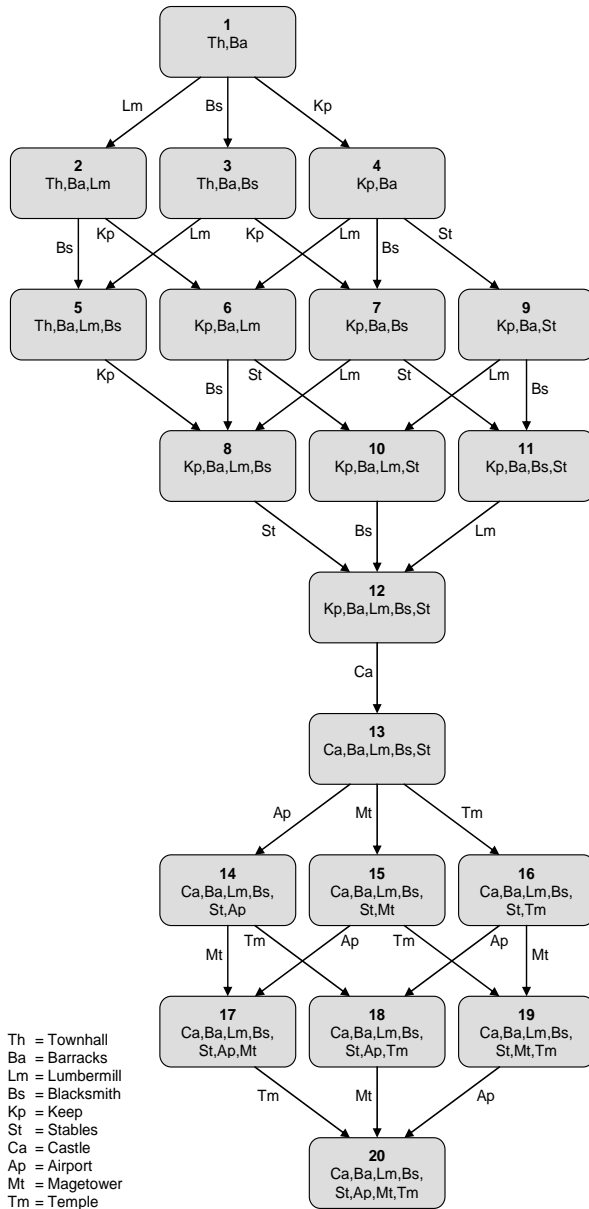 1
Th,Ba
Lm
Bs
Kp
2
Th,Ba,Lm
3
Th,Ba,Bs
4
Kp,Ba
Bs
Kp
Lm
Kp
Lm
Bs
St
5
Th,Ba,Lm,Bs
6
Kp,Ba,Lm
7
Kp,Ba,Bs
9
Kp,Ba,St
Kp
Bs
St
Lm
St
Lm
Bs
8
Kp,Ba,Lm,Bs
10
Kp,Ba,Lm,St
11
Kp,Ba,Bs,St
St
Bs
Lm
12
Kp,Ba,Lm,Bs,St
Ca
13
Ca,Ba,Lm,Bs,St
Ap
Mt
Tm
14
Ca,Ba,Lm,Bs,
St,Ap
15
Ca,Ba,Lm,Bs,
St,Mt
16
Ca,Ba,Lm,Bs,
St,Tm
Mt
Tm
Ap
Tm
Ap
Mt
17
Ca,Ba,Lm,Bs,
St,Ap,Mt
18
Ca,Ba,Lm,Bs,
St,Ap,Tm
19
Ca,Ba,Lm,Bs,
St,Mt,Tm
Tm
Mt
Ap
20
Ca,Ba,Lm,Bs,
St,Ap,Mt,Tm
Th = Townhall
Ba = Barracks
Lm = Lumbermill
Bs = Blacksmith
Kp = Keep
St = Stables
Ca = Castle
Ap = Airport
Mt = Magetower
Tm = Temple